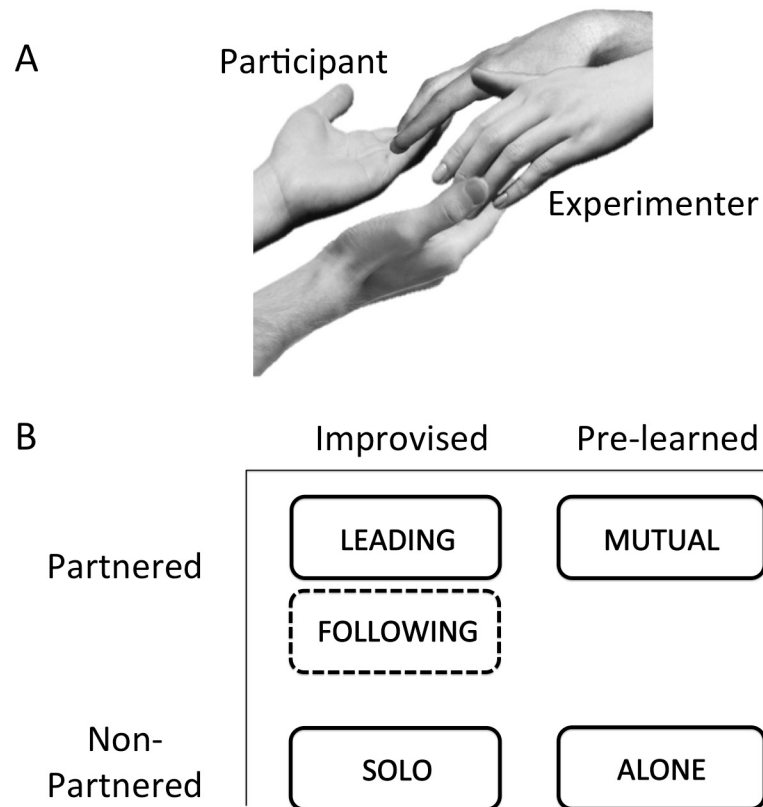 A
Participant
Experimenter
B
Improvised Pre-learned
Partnered
LEADING MUTUAL
FOLLOWING
Non-
Partnered
SOLO ALONE